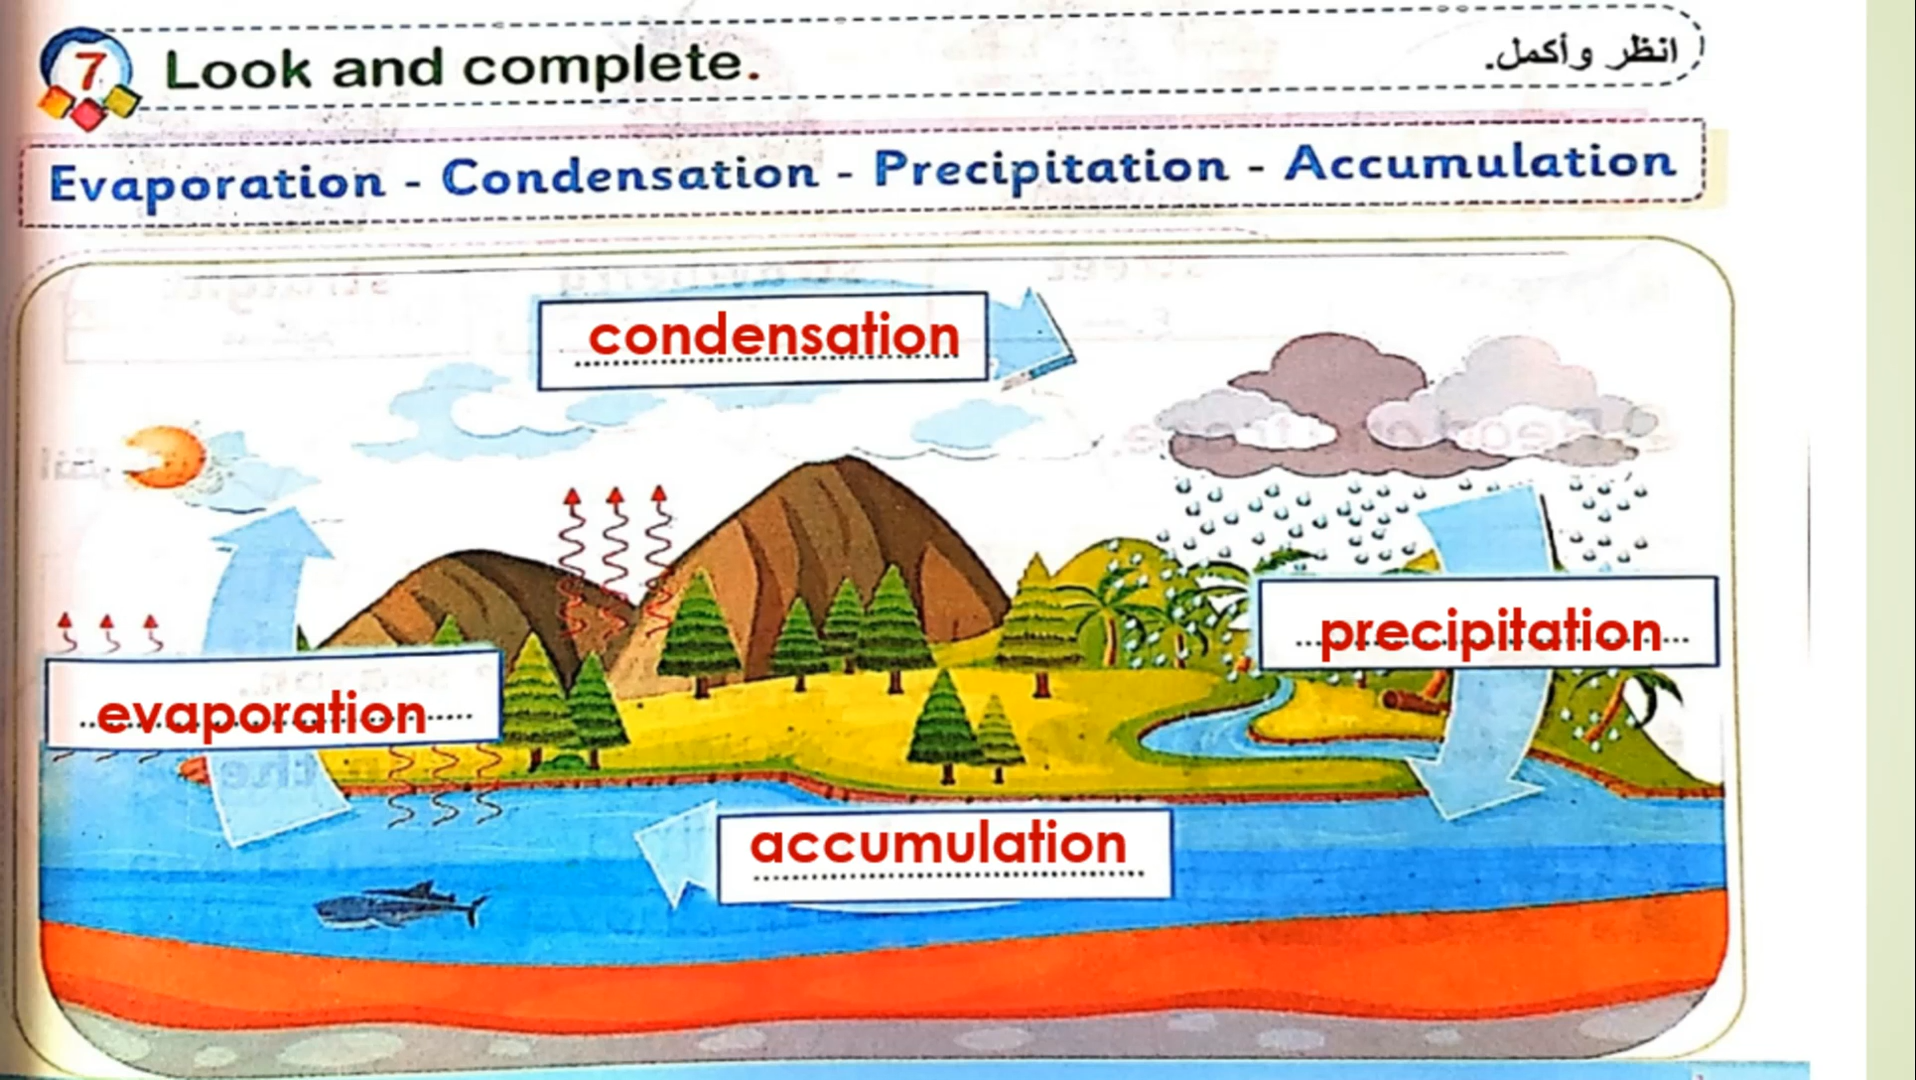 7 Look and complete. انظر وأكمل.
Evaporation - Condensation - Precipitation - Accumulation
condensation
precipitation
evaporation
accumulation